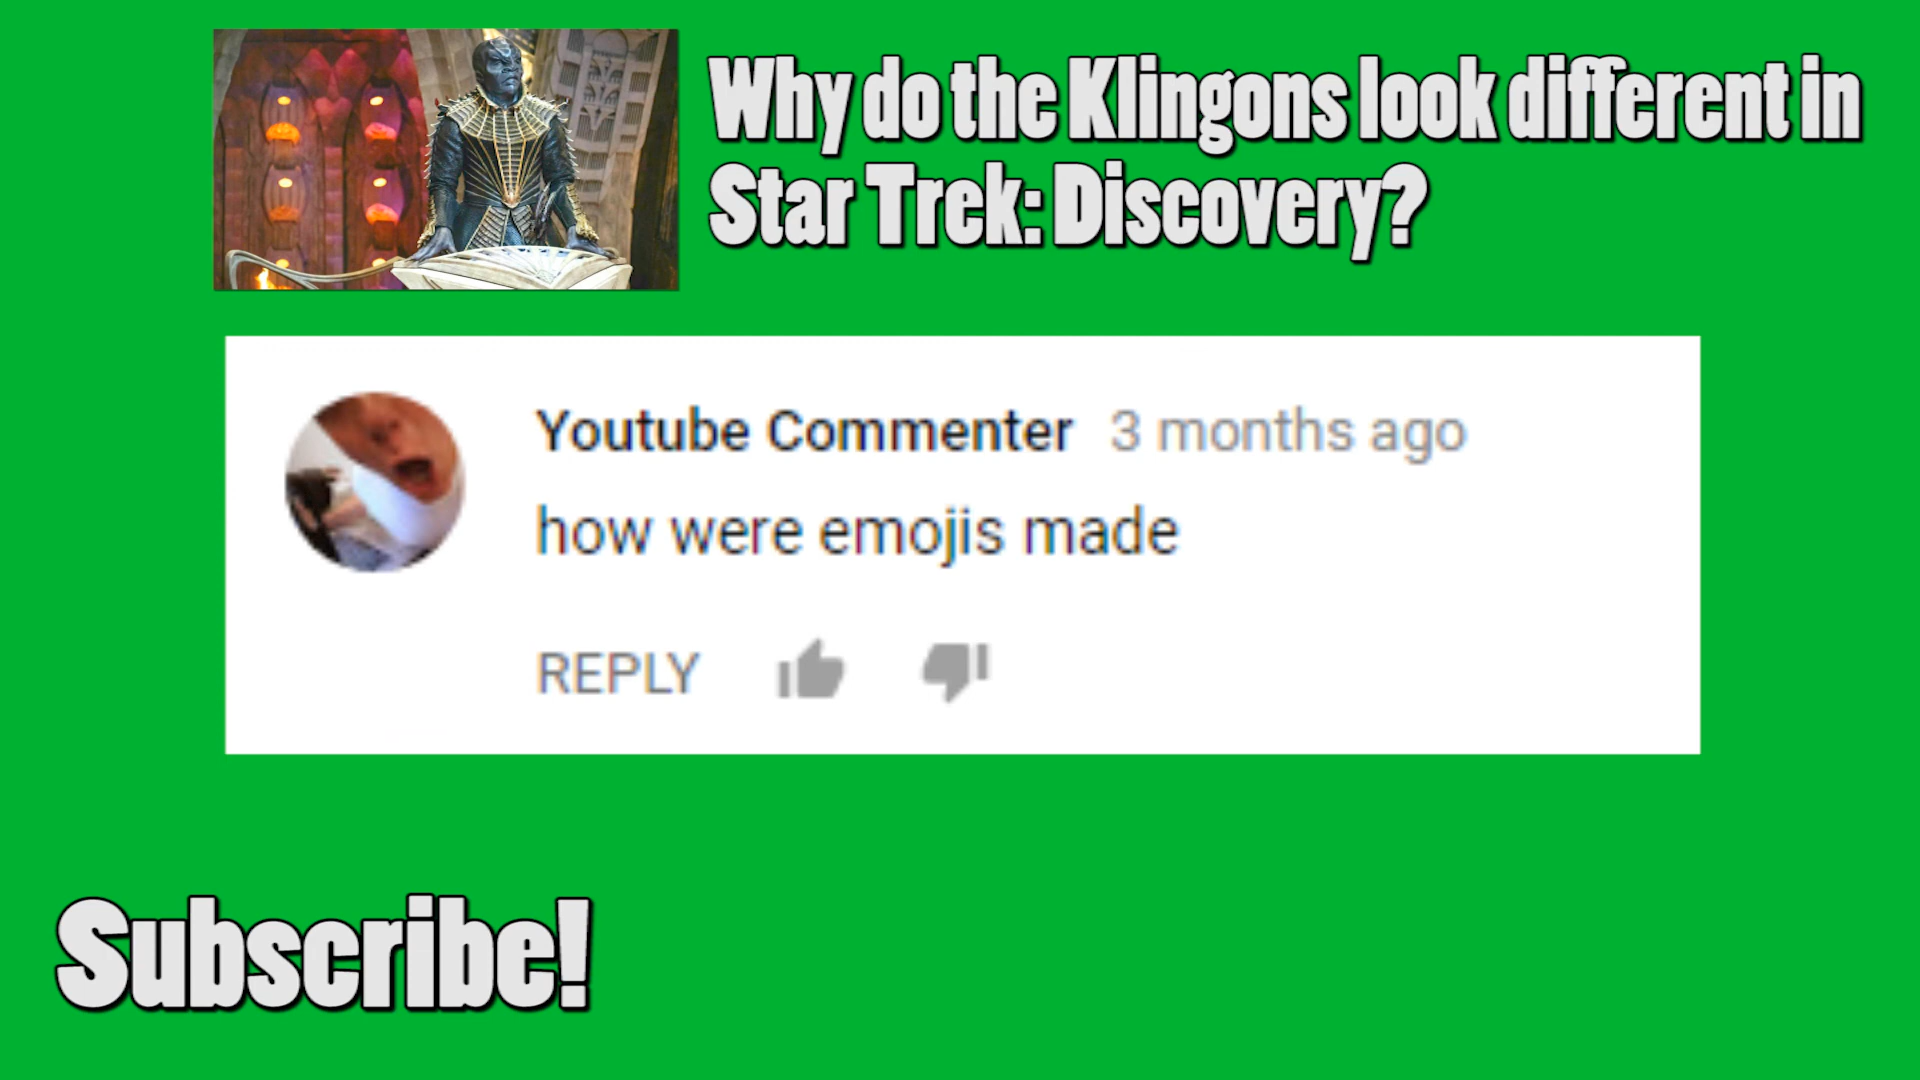 Why do the Klingons look different in
Star Trek: Discovery?
Youtube Commenter 3 months ago
how were emojis made
REPLY
Subscribe!